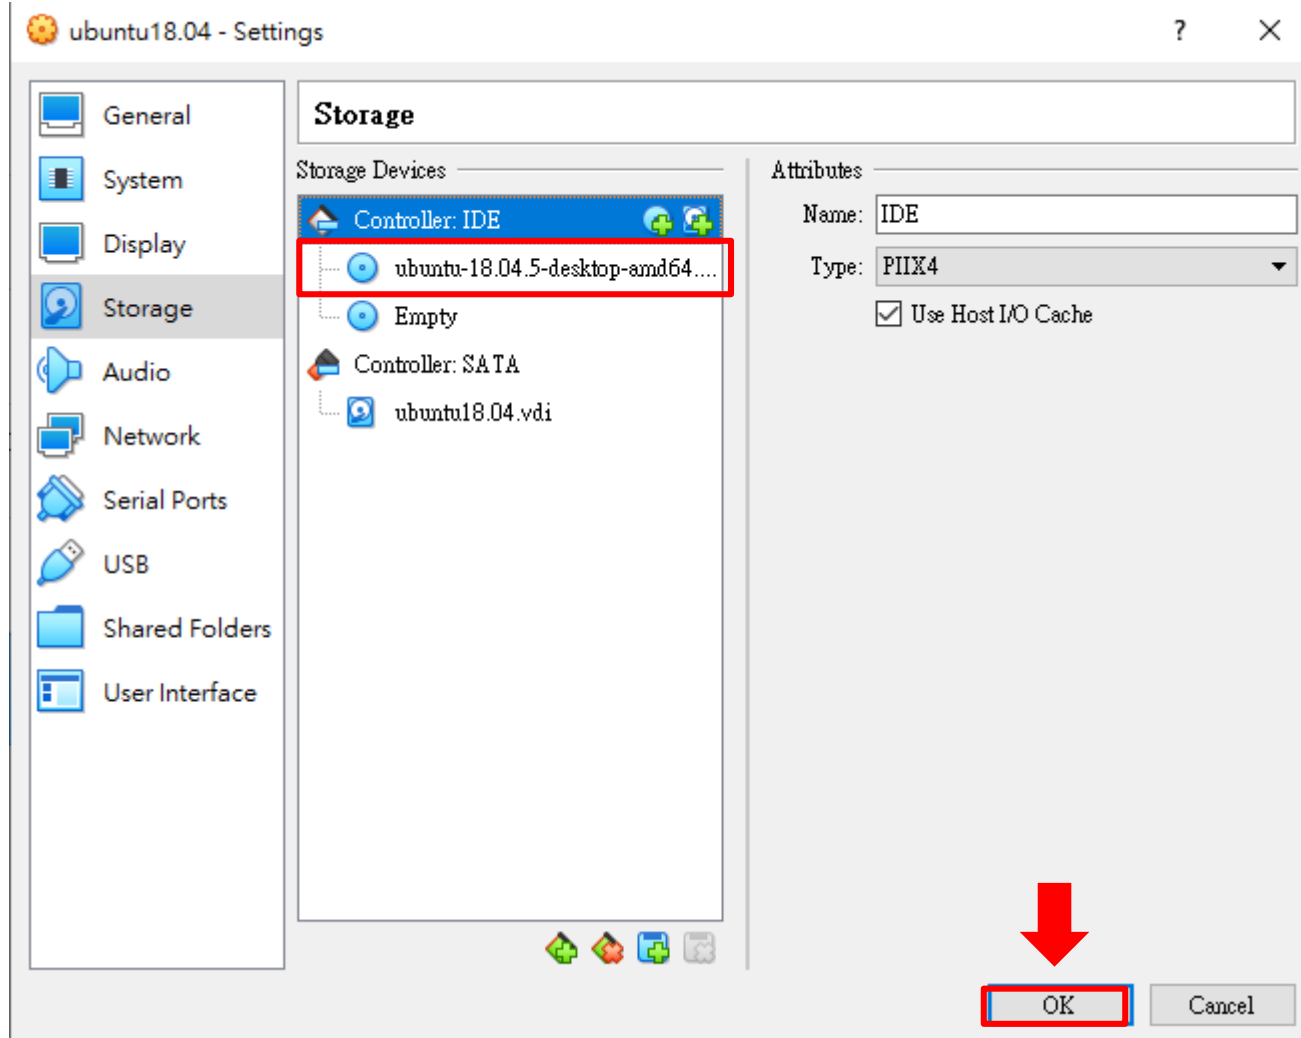 ubuntu18.04 - Settings
?
General
System
Display
Storage
Audio
Network
Serial Ports
USB
Shared Folders
User Interface
Storage
Storage Devices
Controller: IDE
ubuntu-18.04.5-desktop-amd64....
Empty
Controller: SATA
ubuntu18.04.vdi
Attributes
Name: IDE
Type: PIIX4
Use Host I/O Cache
OK
Cancel